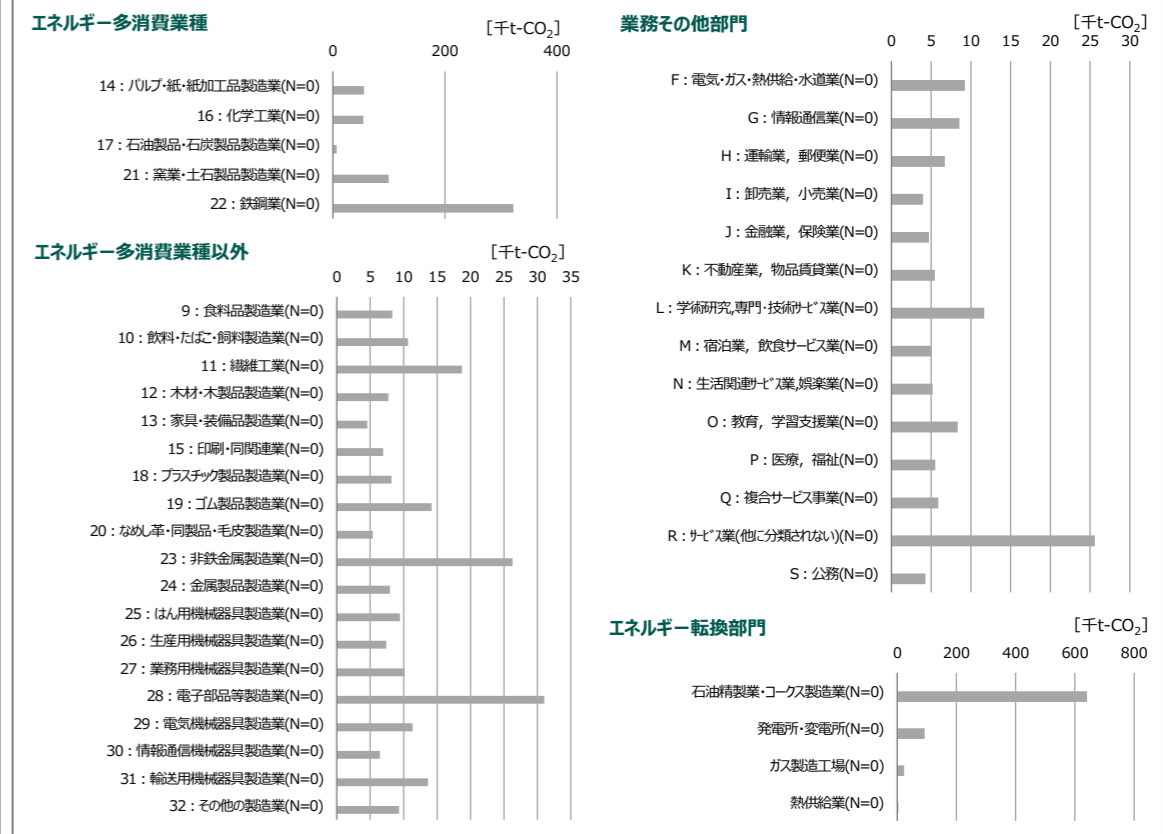 エネルギー多消費業種
[千t-CO₂]
0 200 400
14：パルプ・紙・紙加工品製造業(N=0)
16：化学工業(N=0)
17：石油製品・石炭製品製造業(N=0)
21：窯業・土石製品製造業(N=0)
22：鉄鋼業(N=0)
エネルギー多消費業種以外
[千t-CO₂]
0 5 10 15 20 25 30 35
9：食料品製造業(N=0)
10：飲料・たばこ・飼料製造業(N=0)
11：繊維工業(N=0)
12：木材・木製品製造業(N=0)
13：家具・装備品製造業(N=0)
15：印刷・同関連業(N=0)
18：プラスチック製品製造業(N=0)
19：ゴム製品製造業(N=0)
20：なめし革・同製品・毛皮製造業(N=0)
23：非鉄金属製造業(N=0)
24：金属製品製造業(N=0)
25：はん用機械器具製造業(N=0)
26：生産用機械器具製造業(N=0)
27：業務用機械器具製造業(N=0)
28：電子部品等製造業(N=0)
29：電気機械器具製造業(N=0)
30：情報通信機械器具製造業(N=0)
31：輸送用機械器具製造業(N=0)
32：その他の製造業(N=0)
業務その他部門
[千t-CO₂]
0 5 10 15 20 25 30
F：電気・ガス・熱供給・水道業(N=0)
G：情報通信業(N=0)
H：運輸業，郵便業(N=0)
I：卸売業，小売業(N=0)
J：金融業，保険業(N=0)
K：不動産業，物品賃貸業(N=0)
L：学術研究,専門・技術ｻｰﾋﾞｽ業(N=0)
M：宿泊業，飲食サービス業(N=0)
N：生活関連ｻｰﾋﾞｽ業,娯楽業(N=0)
O：教育，学習支援業(N=0)
P：医療，福祉(N=0)
Q：複合サービス事業(N=0)
R：ｻｰﾋﾞｽ業(他に分類されない)(N=0)
S：公務(N=0)
エネルギー転換部門
[千t-CO₂]
0 200 400 600 800
石油精製業・コークス製造業(N=0)
発電所・変電所(N=0)
ガス製造工場(N=0)
熱供給業(N=0)